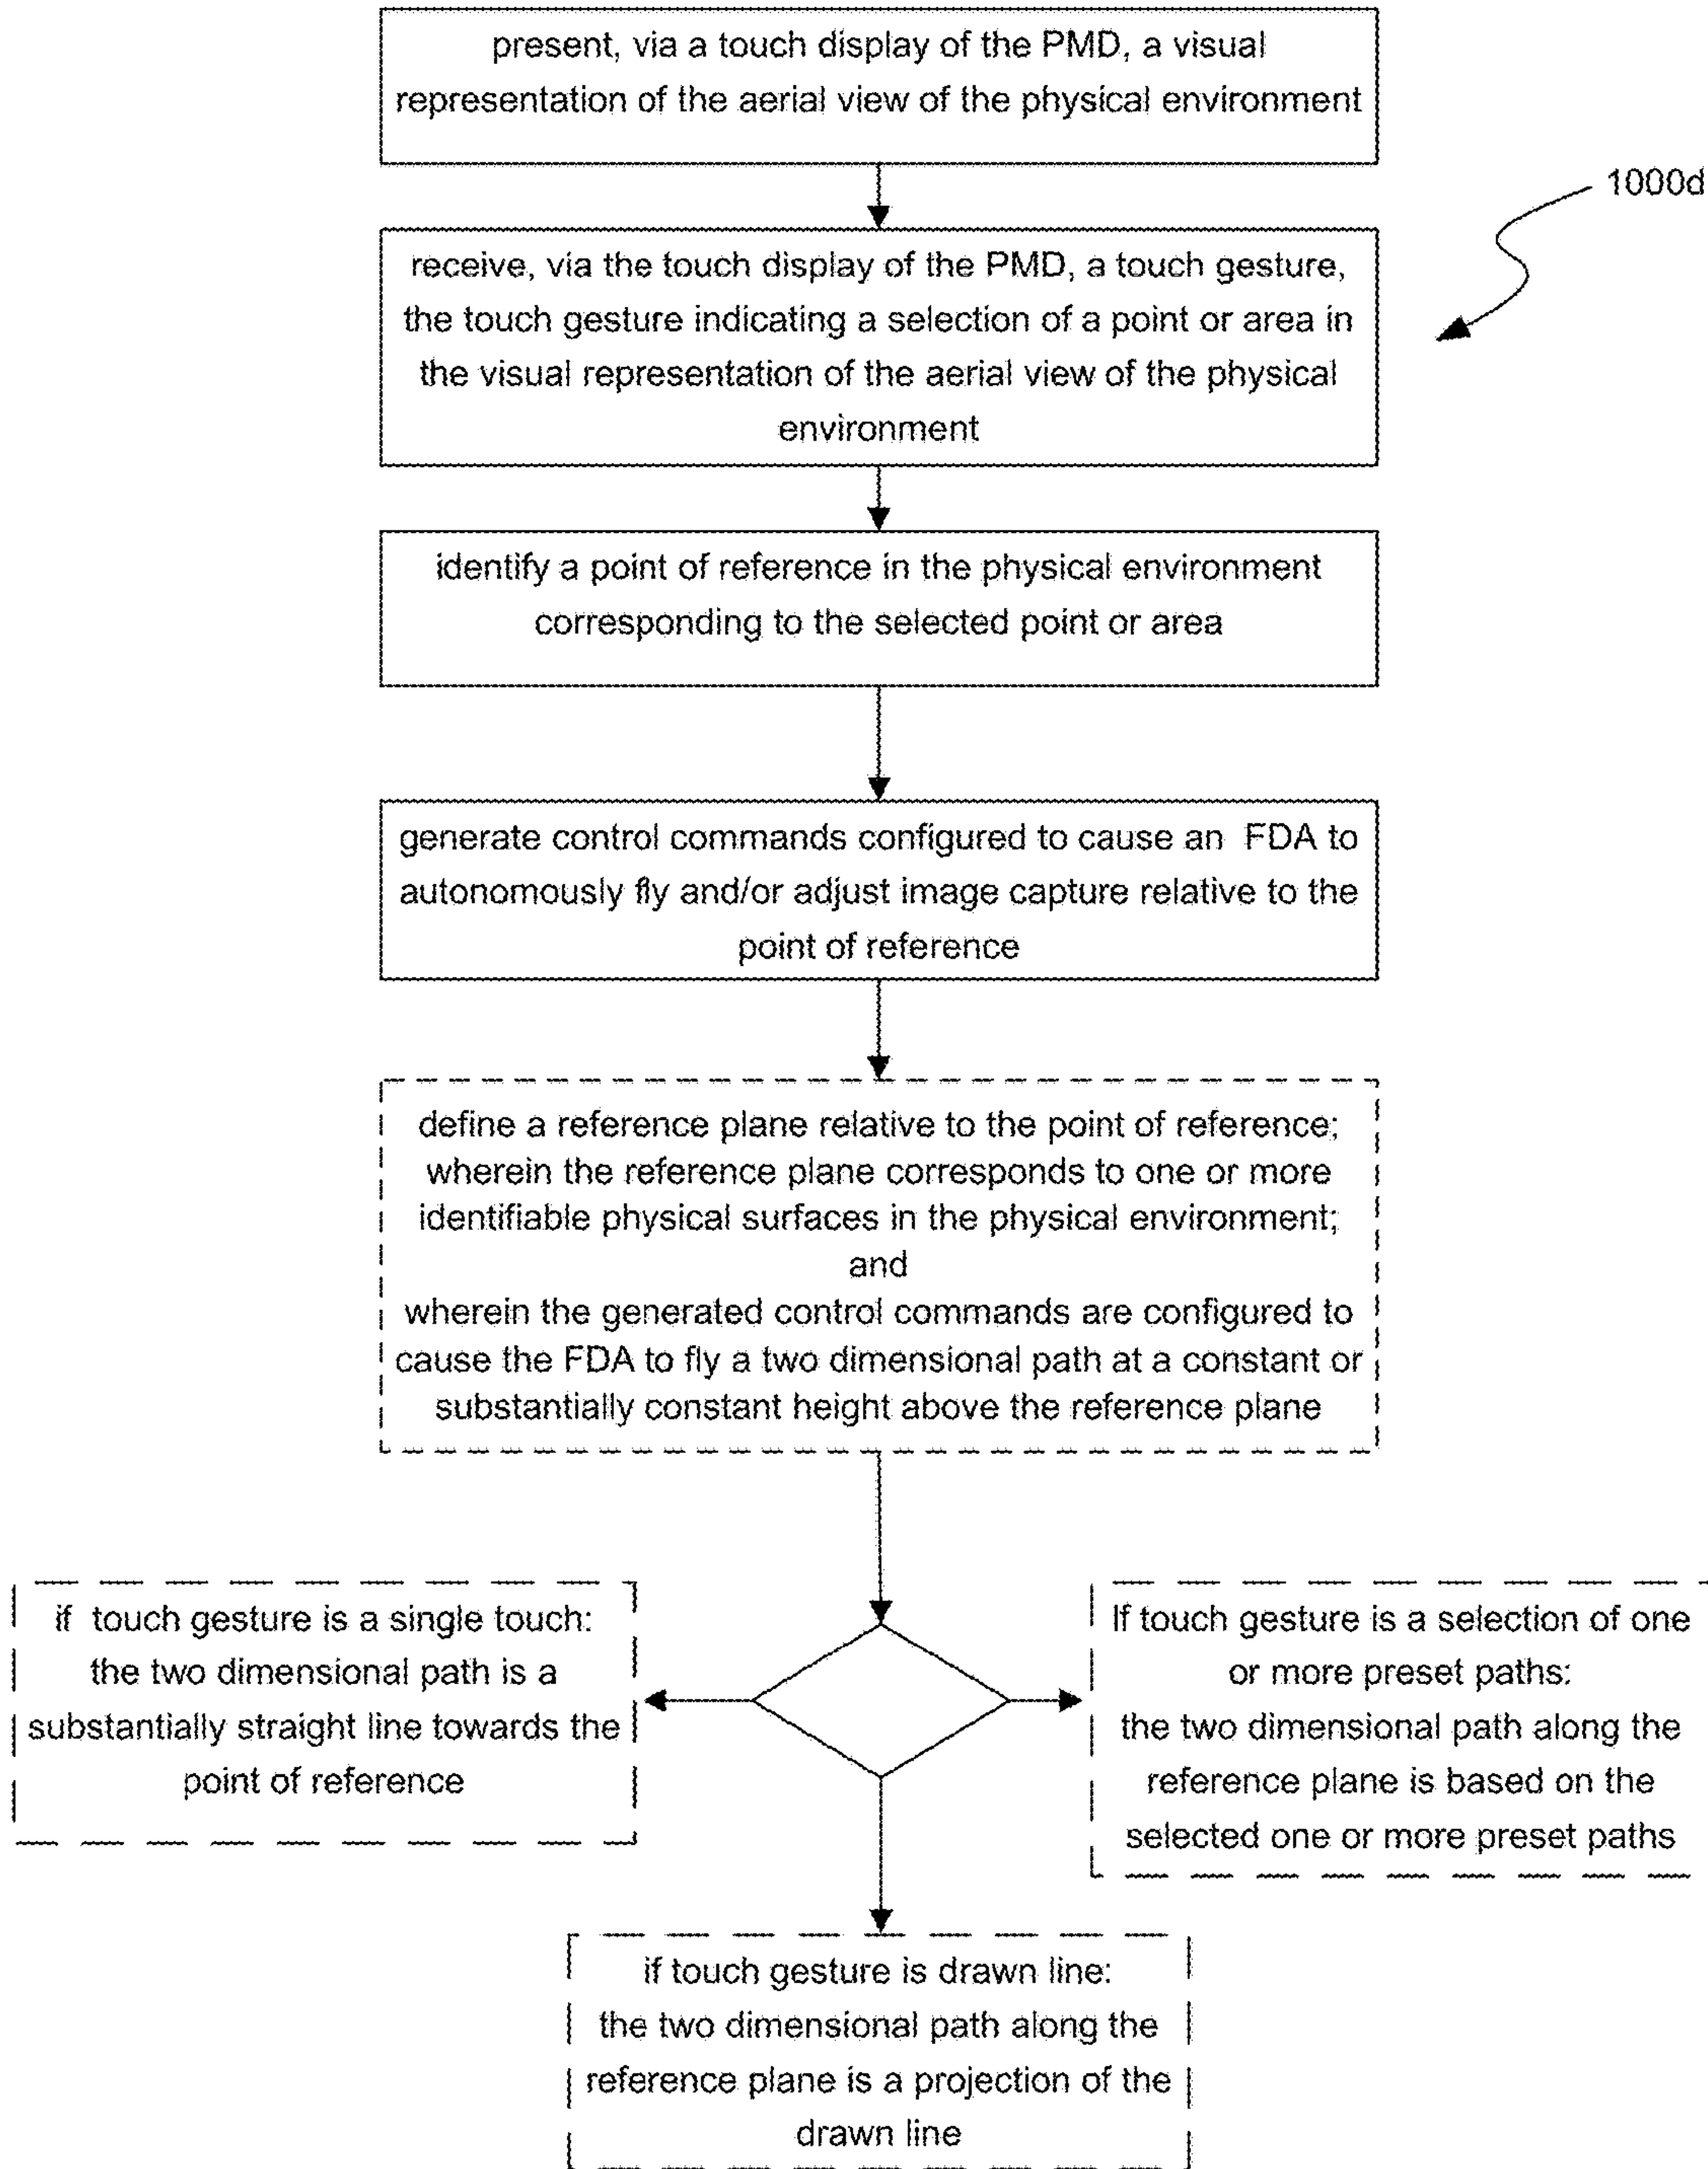 present, via a touch display of the PMD, a visual
representation of the aerial view of the physical environment
1000d
receive, via the touch display of the PMD, a touch gesture,
the touch gesture indicating a selection of a point or area in
the visual representation of the aerial view of the physical
environment
identify a point of reference in the physical environment
corresponding to the selected point or area
generate control commands configured to cause an FDA to
autonomously fly and/or adjust image capture relative to the
point of reference
define a reference plane relative to the point of reference;
wherein the reference plane corresponds to one or more
identifiable physical surfaces in the physical environment;
and
wherein the generated control commands are configured to
cause the FDA to fly a two dimensional path at a constant or
substantially constant height above the reference plane
if touch gesture is a single touch:
the two dimensional path is a
substantially straight line towards the
point of reference
If touch gesture is a selection of one
or more preset paths:
the two dimensional path along the
reference plane is based on the
selected one or more preset paths
if touch gesture is drawn line:
the two dimensional path along the
reference plane is a projection of the
drawn line